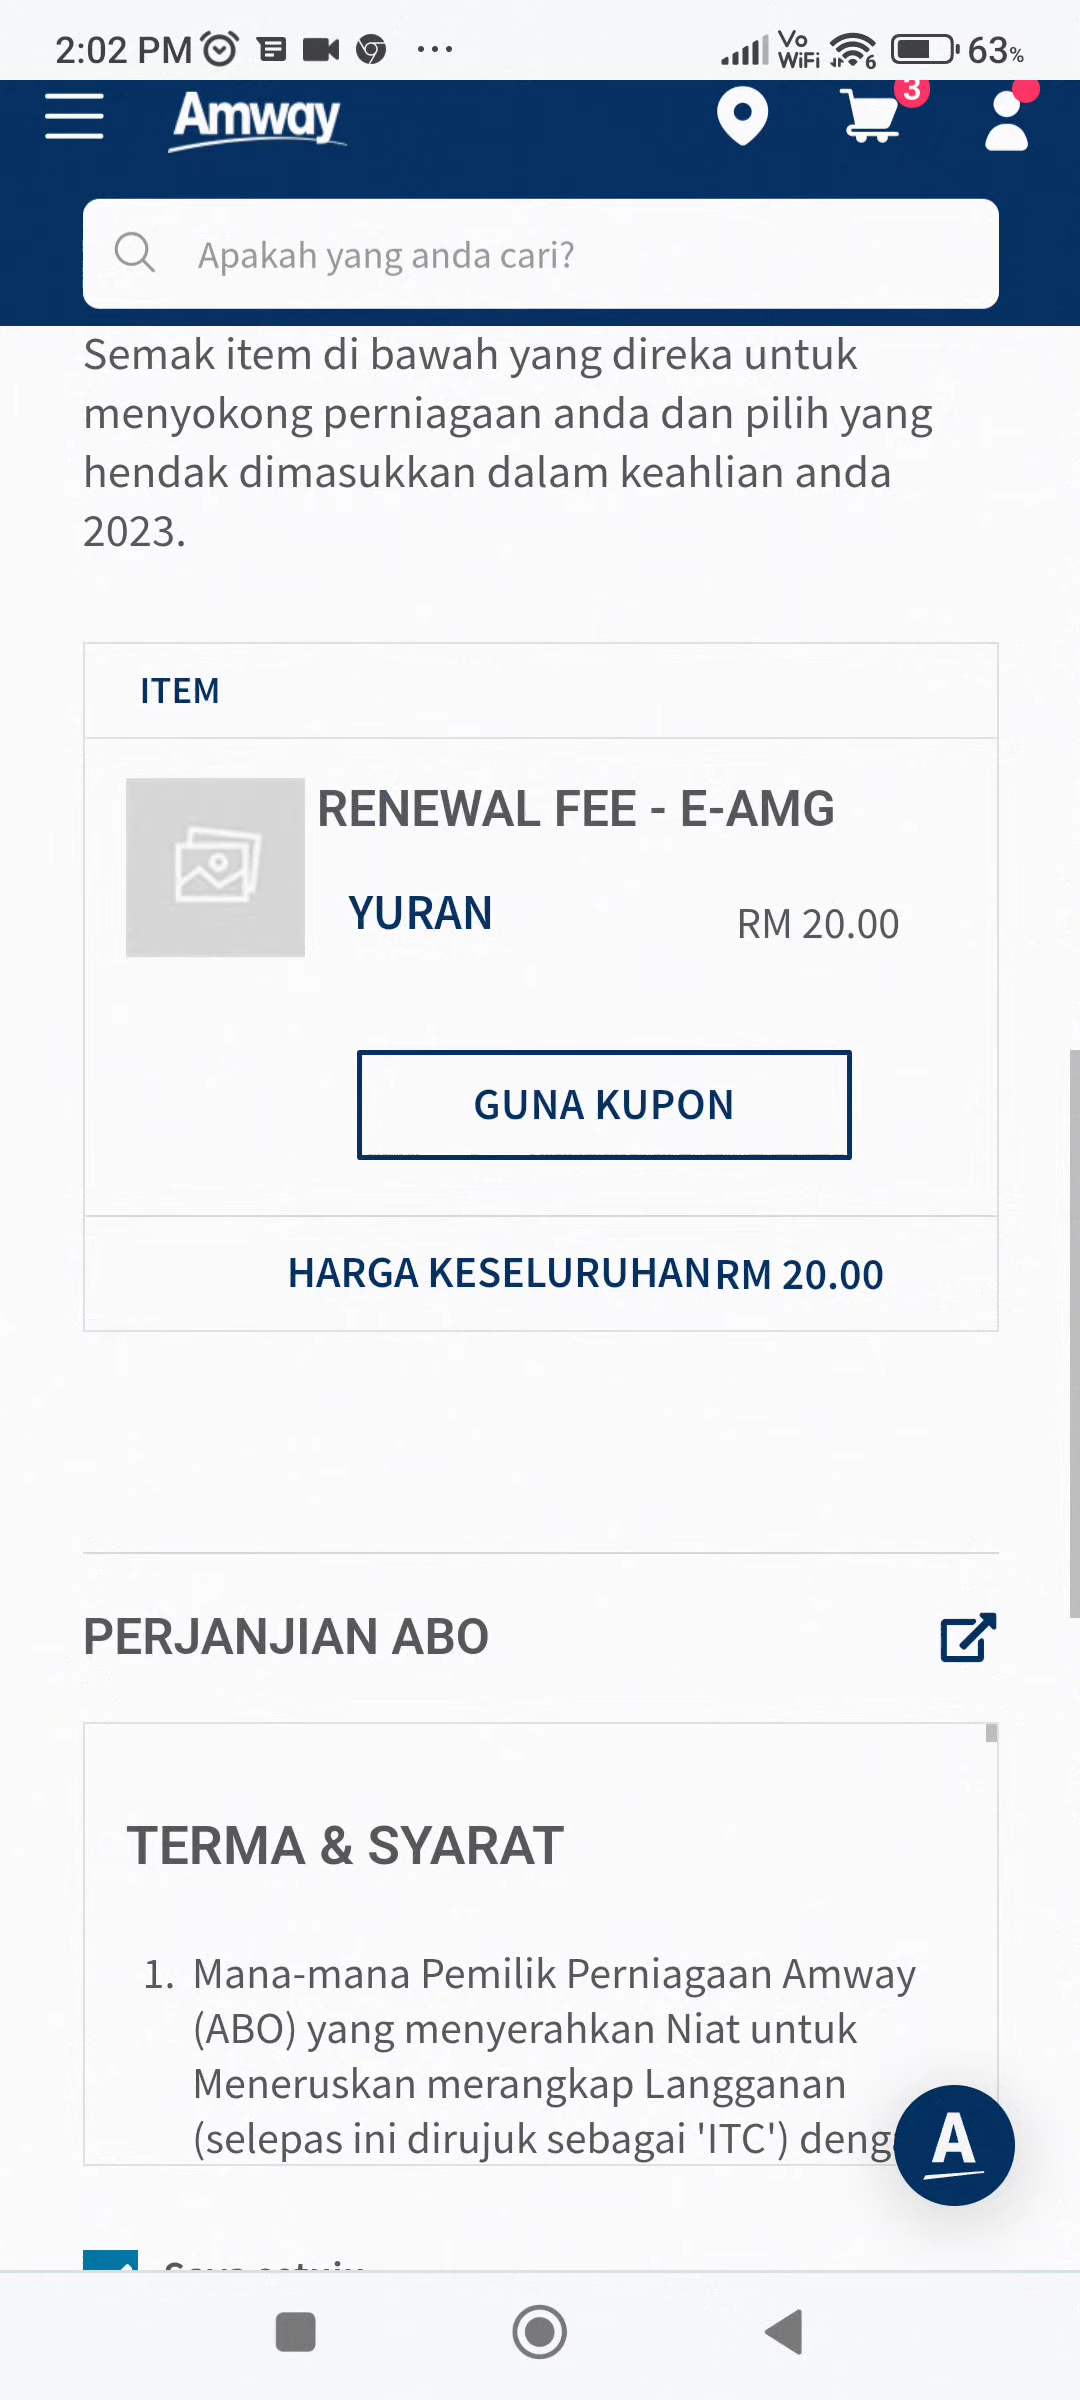 2:02 PM
Vo
WiFi
6
63%
Amway
3
Apakah yang anda cari?
Semak item di bawah yang direka untuk
menyokong perniagaan anda dan pilih yang
hendak dimasukkan dalam keahlian anda
2023.
ITEM
RENEWAL FEE - E-AMG
YURAN
RM 20.00
GUNA KUPON
HARGA KESELURUHAN RM 20.00
PERJANJIAN ABO
TERMA & SYARAT
1. Mana-mana Pemilik Perniagaan Amway
(ABO) yang menyerahkan Niat untuk
Meneruskan merangkap Langganan
(selepas ini dirujuk sebagai 'ITC') deng
A